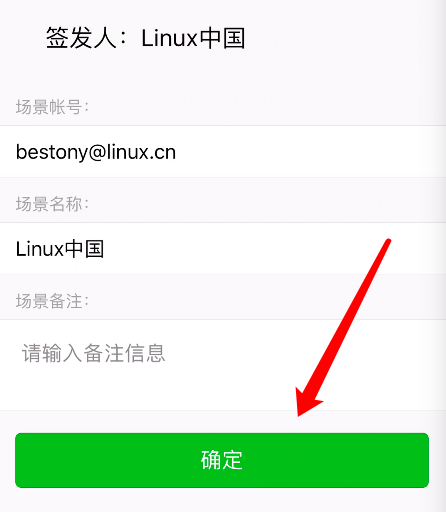 签发人：Linux中国
场景帐号：
bestony@linux.cn
场景名称：
Linux中国
场景备注：
请输入备注信息
确定